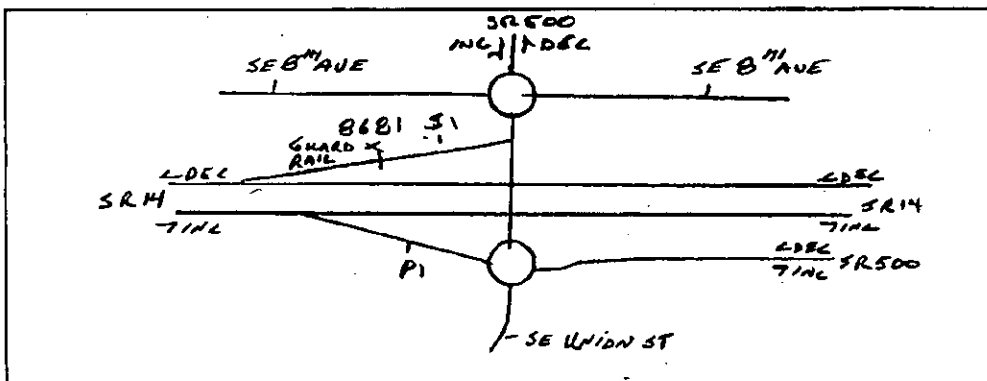 SR500
INC DEC
SE 8TH AVE
SE 8TH AVE
8681 S1
GUARD X
RAIL
DEC
DEC
SR14
SR14
INC
INC
P1
DEC
INC SR500
SE UNION ST